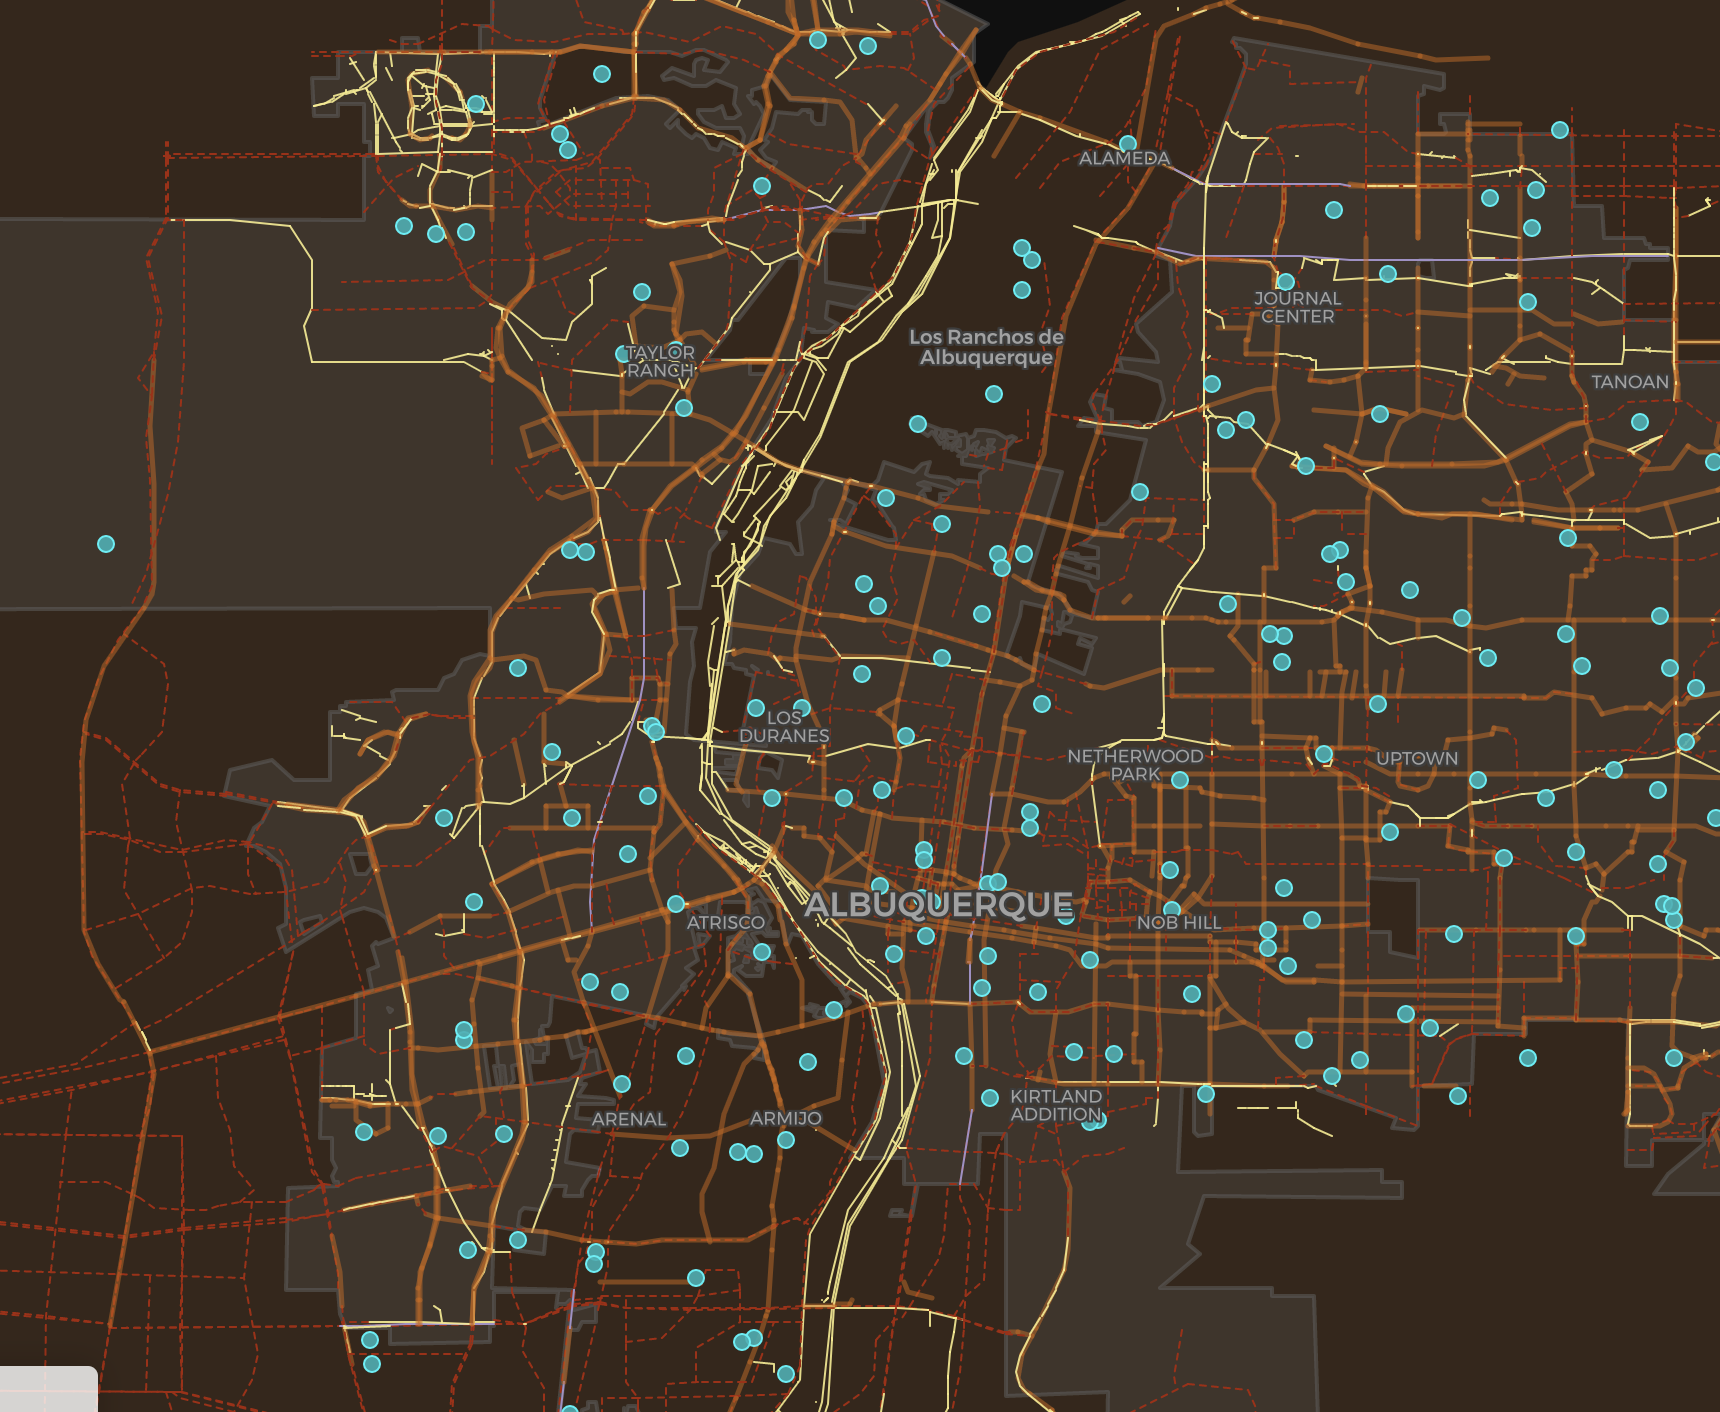 ALAMEDA
JOURNAL
CENTER
Los Ranchos de
Albuquerque
TAYLOR
RANCH
TANOAN
LOS
DURANES
NETHERWOOD
PARK
UPTOWN
ALBUQUERQUE
ATRISCO
NOB HILL
KIRTLAND
ADDITION
ARENAL
ARMIJO